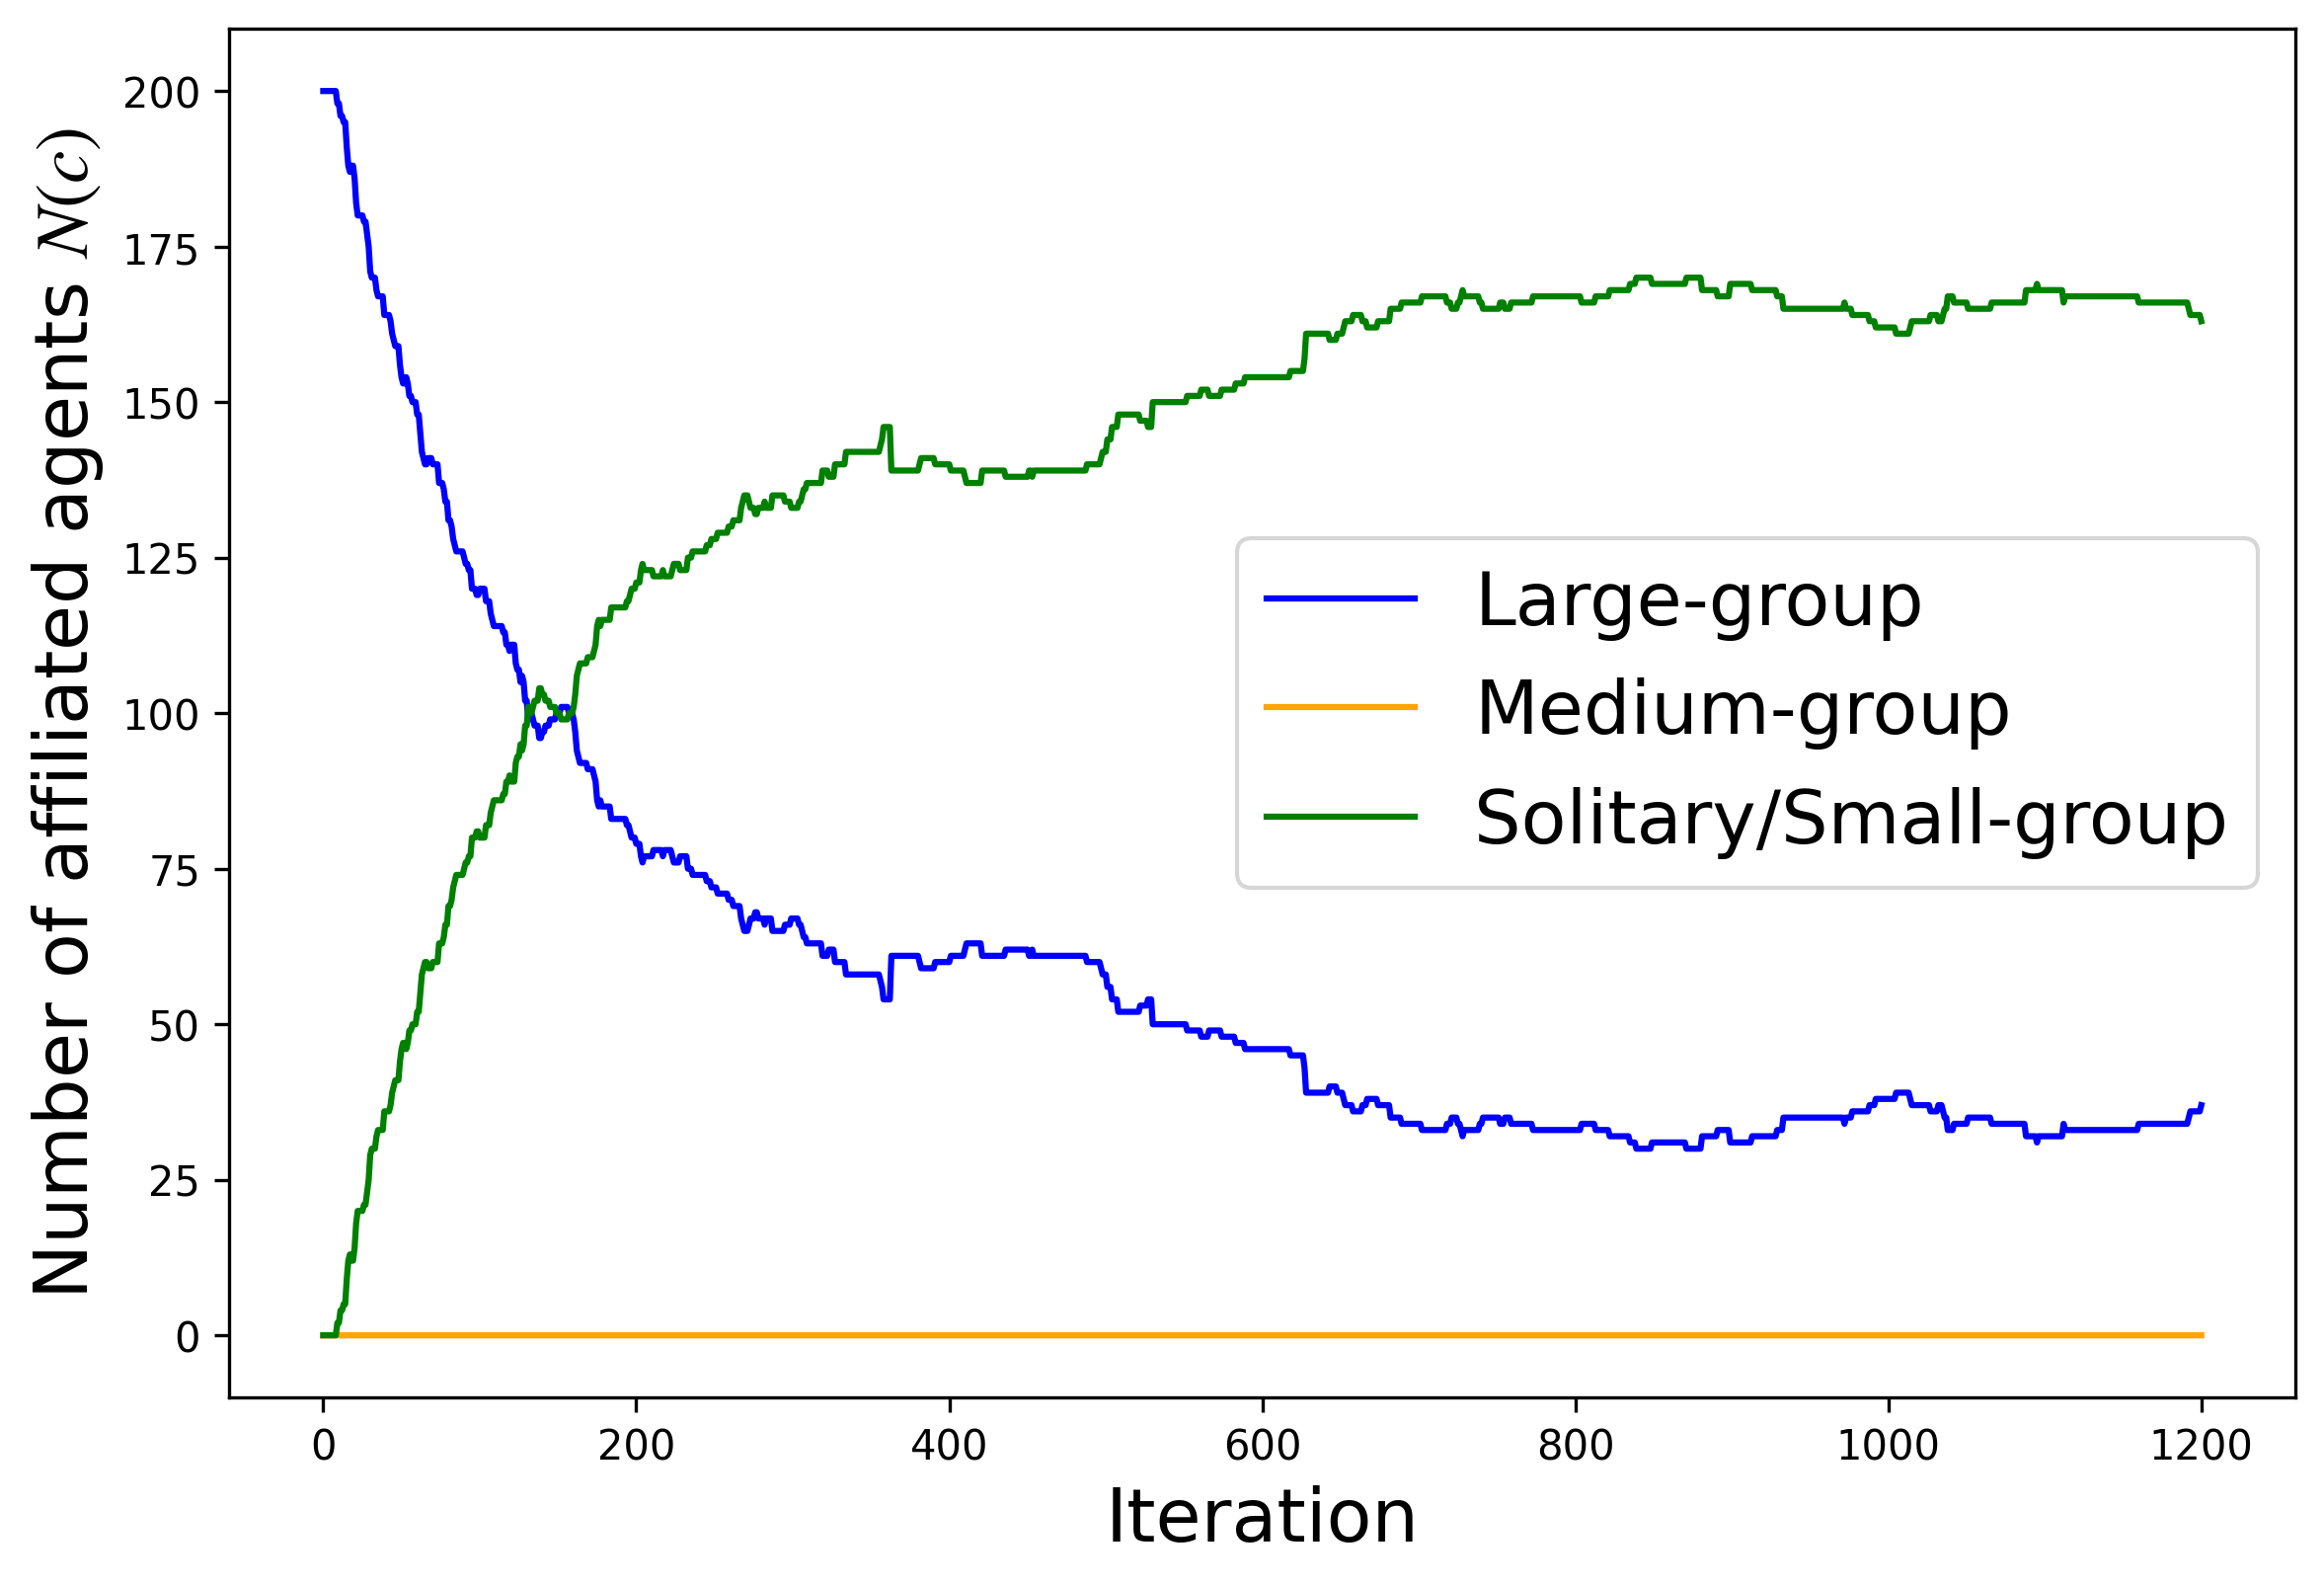 Number of affiliated agents N(c)
200
175
150
125
100
75
50
25
0
0 200 400 600 800 1000 1200
Iteration
Large-group
Medium-group
Solitary/Small-group